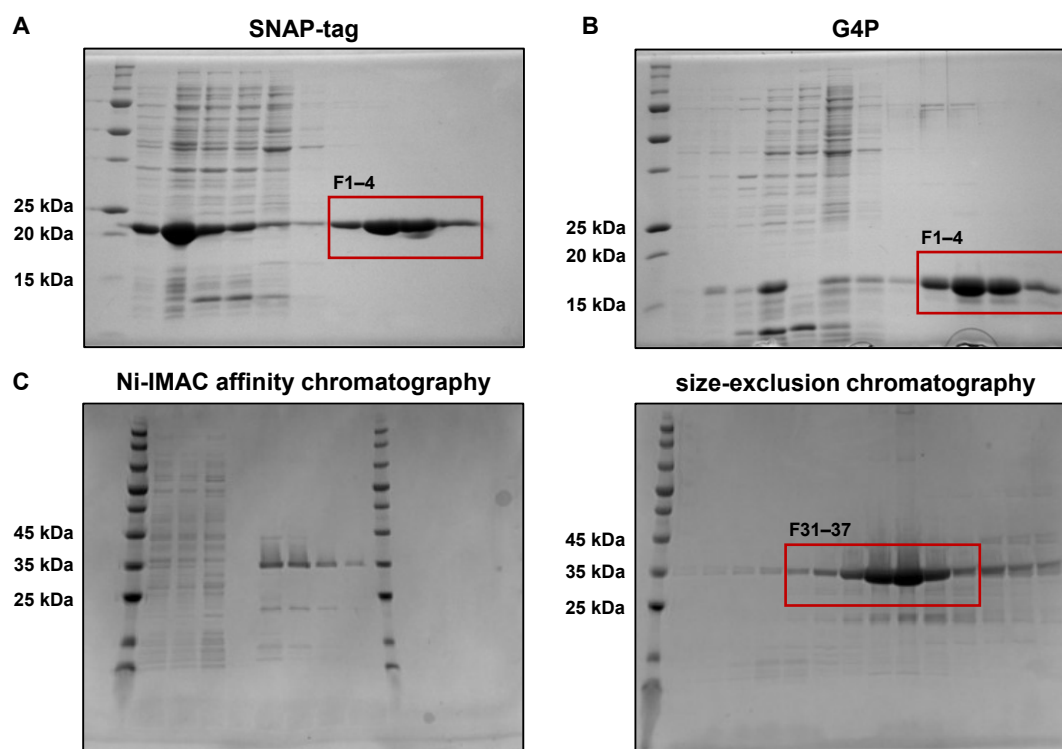 A
SNAP-tag
F1–4
25 kDa
20 kDa
15 kDa
B
G4P
F1–4
25 kDa
20 kDa
15 kDa
C
Ni-IMAC affinity chromatography
45 kDa
35 kDa
25 kDa
size-exclusion chromatography
F31–37
45 kDa
35 kDa
25 kDa